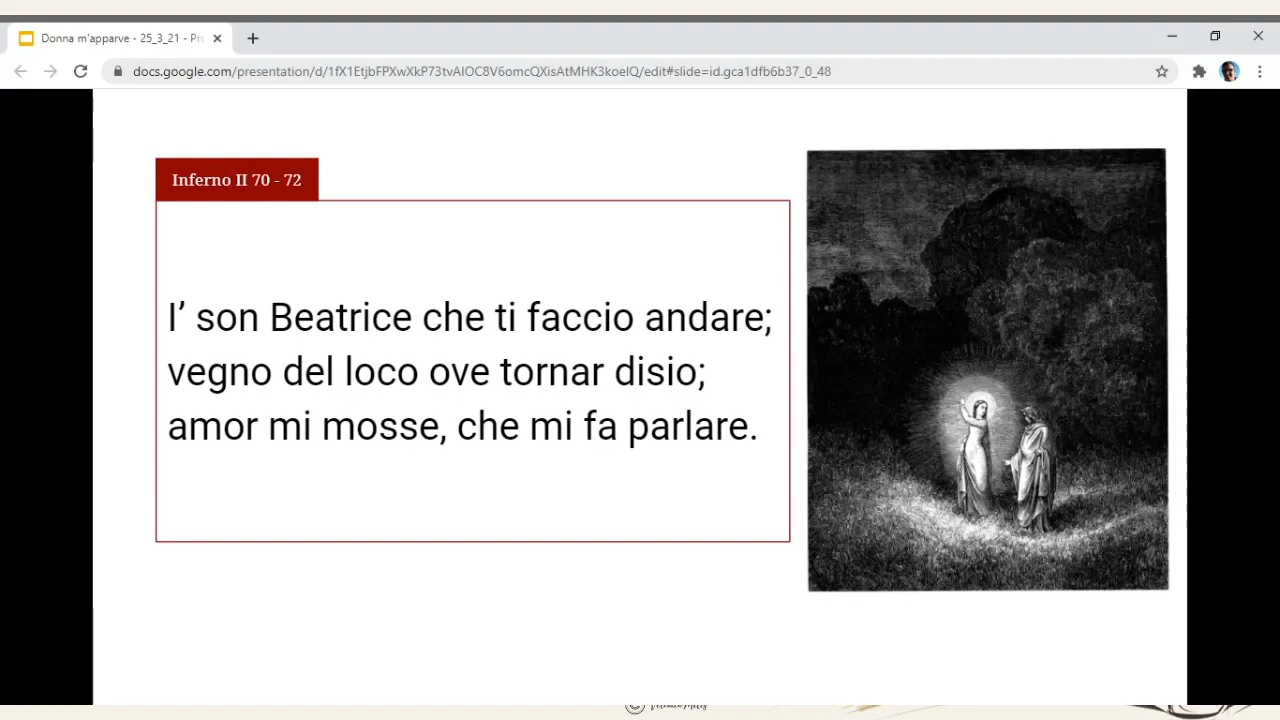 Donna m'apparve - 25_3_21 - Pr
docs.google.com/presentation/d/1fX1EtjbFPXwXkP73tvAIOC8V6omcQXisAtMHK3koeIQ/edit#slide=id.gca1dfb6b37_0_48
Inferno II 70 - 72
I’ son Beatrice che ti faccio andare;
vegno del loco ove tornar disio;
amor mi mosse, che mi fa parlare.